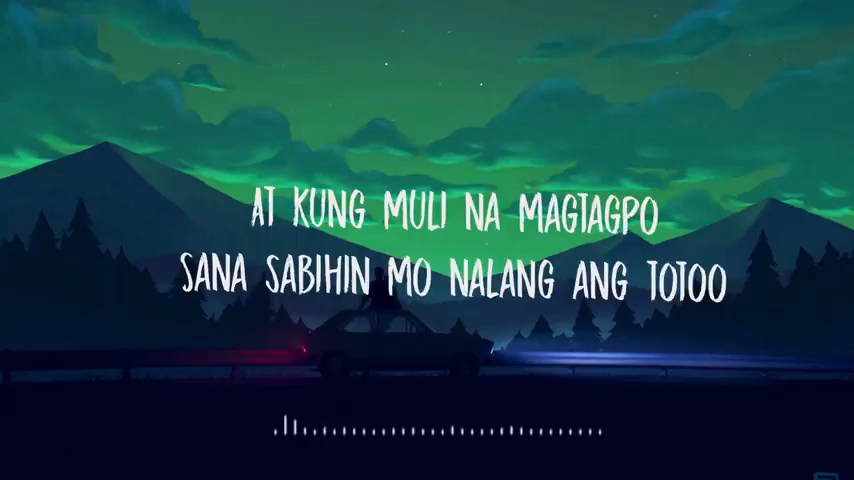 AT KUNG MULI NA MAGTAGPO
SANA SABIHIN MO NALANG ANG TOTOO